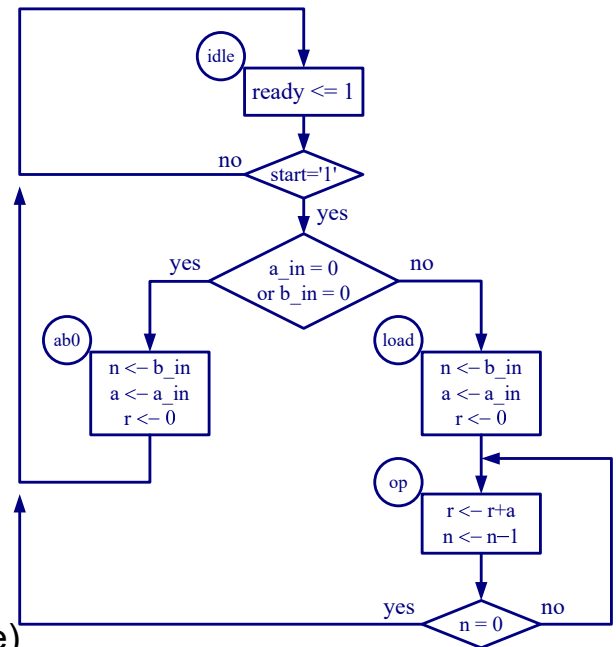 idle
ready <= 1
no
start='1'
yes
yes
a_in = 0
or b_in = 0
no
ab0
n <– b_in
a <– a_in
r <– 0
load
n <– b_in
a <– a_in
r <– 0
op
r <– r+a
n <– n–1
yes
n = 0
no
e)